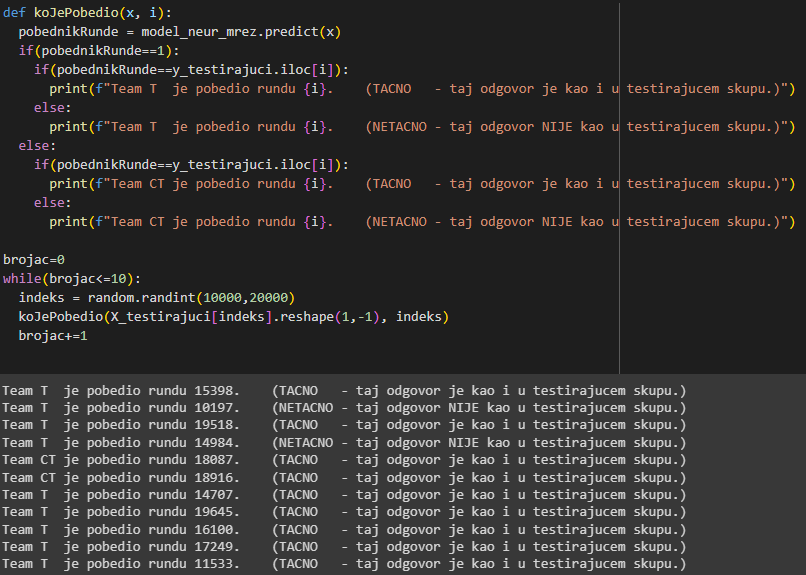 def koJePobedio(x, i):
  pobednikRunde = model_neur_mrez.predict(x)
  if(pobednikRunde==1):
    if(pobednikRunde==y_testirajuci.iloc[i]):
      print(f"Team T  je pobedio rundu {i}.    (TACNO   - taj odgovor je kao i u testirajucem skupu.)")
    else:
      print(f"Team T  je pobedio rundu {i}.    (NETACNO - taj odgovor NIJE kao u testirajucem skupu.)")
  else:
    if(pobednikRunde==y_testirajuci.iloc[i]):
      print(f"Team CT je pobedio rundu {i}.    (TACNO   - taj odgovor je kao i u testirajucem skupu.)")
    else:
      print(f"Team CT je pobedio rundu {i}.    (NETACNO - taj odgovor NIJE kao u testirajucem skupu.)")
brojac=0
while(brojac<=10):
  indeks = random.randint(10000,20000)
  koJePobedio(X_testirajuci[indeks].reshape(1,-1), indeks)
  brojac+=1
Team T  je pobedio rundu 15398.    (TACNO   - taj odgovor je kao i u testirajucem skupu.)
Team T  je pobedio rundu 10197.    (NETACNO - taj odgovor NIJE kao u testirajucem skupu.)
Team T  je pobedio rundu 19518.    (TACNO   - taj odgovor je kao i u testirajucem skupu.)
Team T  je pobedio rundu 14984.    (NETACNO - taj odgovor NIJE kao u testirajucem skupu.)
Team CT je pobedio rundu 18087.    (TACNO   - taj odgovor je kao i u testirajucem skupu.)
Team CT je pobedio rundu 18916.    (TACNO   - taj odgovor je kao i u testirajucem skupu.)
Team T  je pobedio rundu 14707.    (TACNO   - taj odgovor je kao i u testirajucem skupu.)
Team T  je pobedio rundu 19645.    (TACNO   - taj odgovor je kao i u testirajucem skupu.)
Team T  je pobedio rundu 16100.    (TACNO   - taj odgovor je kao i u testirajucem skupu.)
Team T  je pobedio rundu 17249.    (TACNO   - taj odgovor je kao i u testirajucem skupu.)
Team T  je pobedio rundu 11533.    (TACNO   - taj odgovor je kao i u testirajucem skupu.)